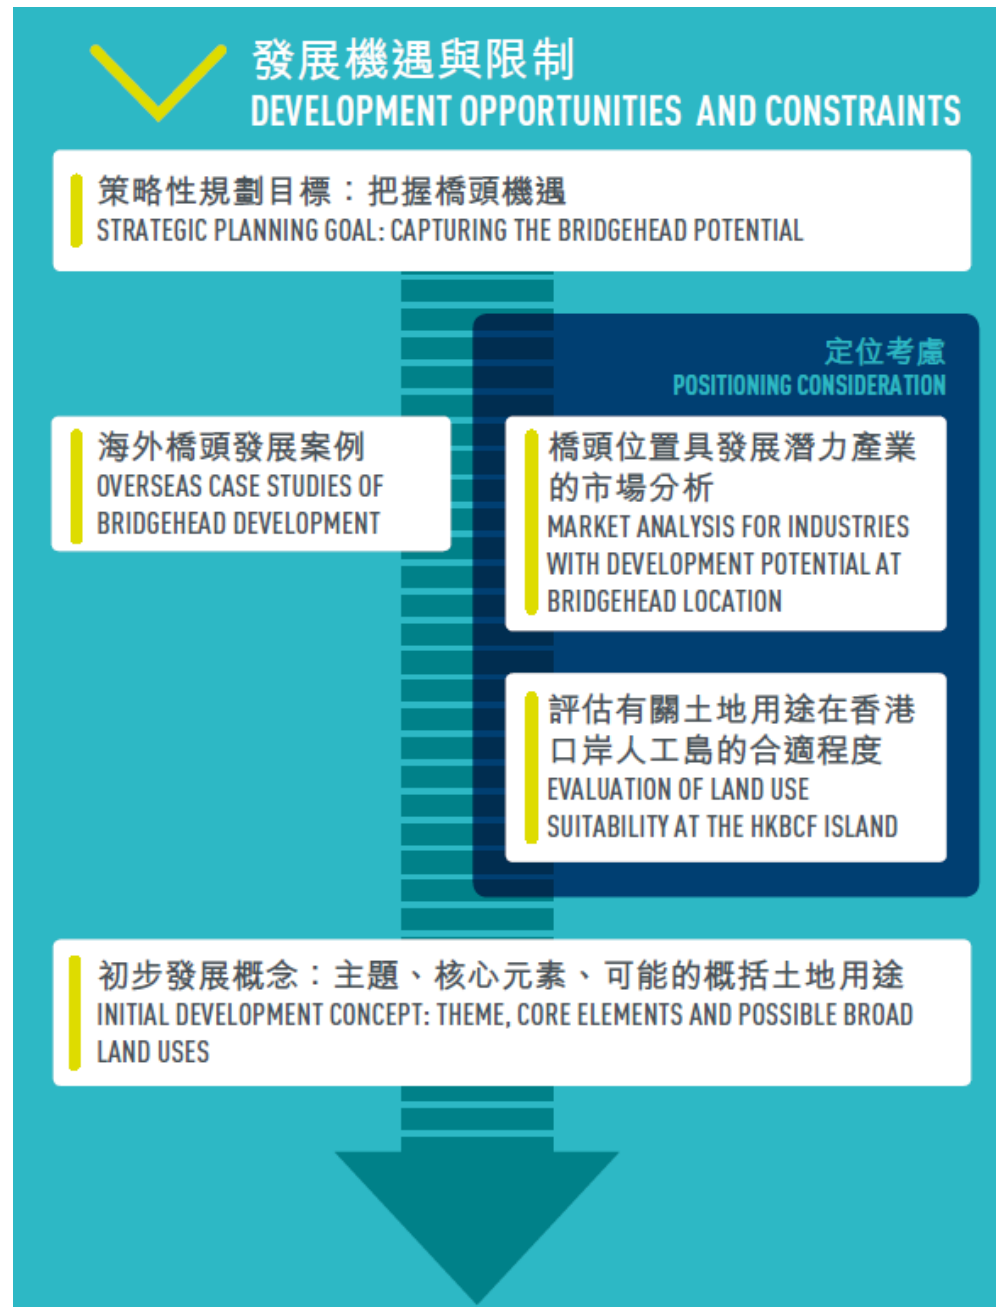 發展機遇與限制
DEVELOPMENT OPPORTUNITIES AND CONSTRAINTS
策略性規劃目標：把握橋頭機遇
STRATEGIC PLANNING GOAL: CAPTURING THE BRIDGEHEAD POTENTIAL
定位考慮
POSITIONING CONSIDERATION
海外橋頭發展案例
OVERSEAS CASE STUDIES OF
BRIDGEHEAD DEVELOPMENT
橋頭位置具發展潛力產業
的市場分析
MARKET ANALYSIS FOR INDUSTRIES
WITH DEVELOPMENT POTENTIAL AT
BRIDGEHEAD LOCATION
評估有關土地用途在香港
口岸人工島的合適程度
EVALUATION OF LAND USE
SUITABILITY AT THE HKBCF ISLAND
初步發展概念：主題、核心元素、可能的概括土地用途
INITIAL DEVELOPMENT CONCEPT: THEME, CORE ELEMENTS AND POSSIBLE BROAD
LAND USES